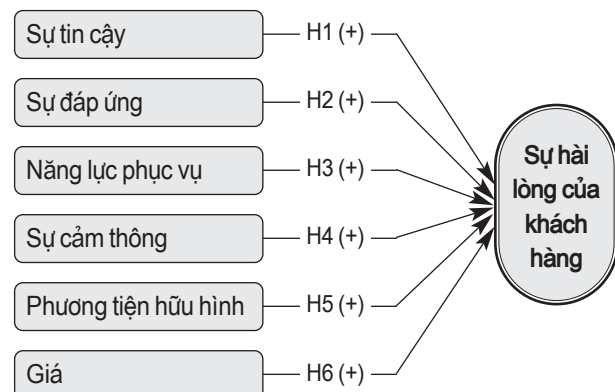 Sự tin cậy
H1 (+)
Sự đáp ứng
H2 (+)
Năng lực phục vụ
H3 (+)
Sự cảm thông
H4 (+)
Phương tiện hữu hình
H5 (+)
Giá
H6 (+)
Sự hài
lòng của
khách
hàng